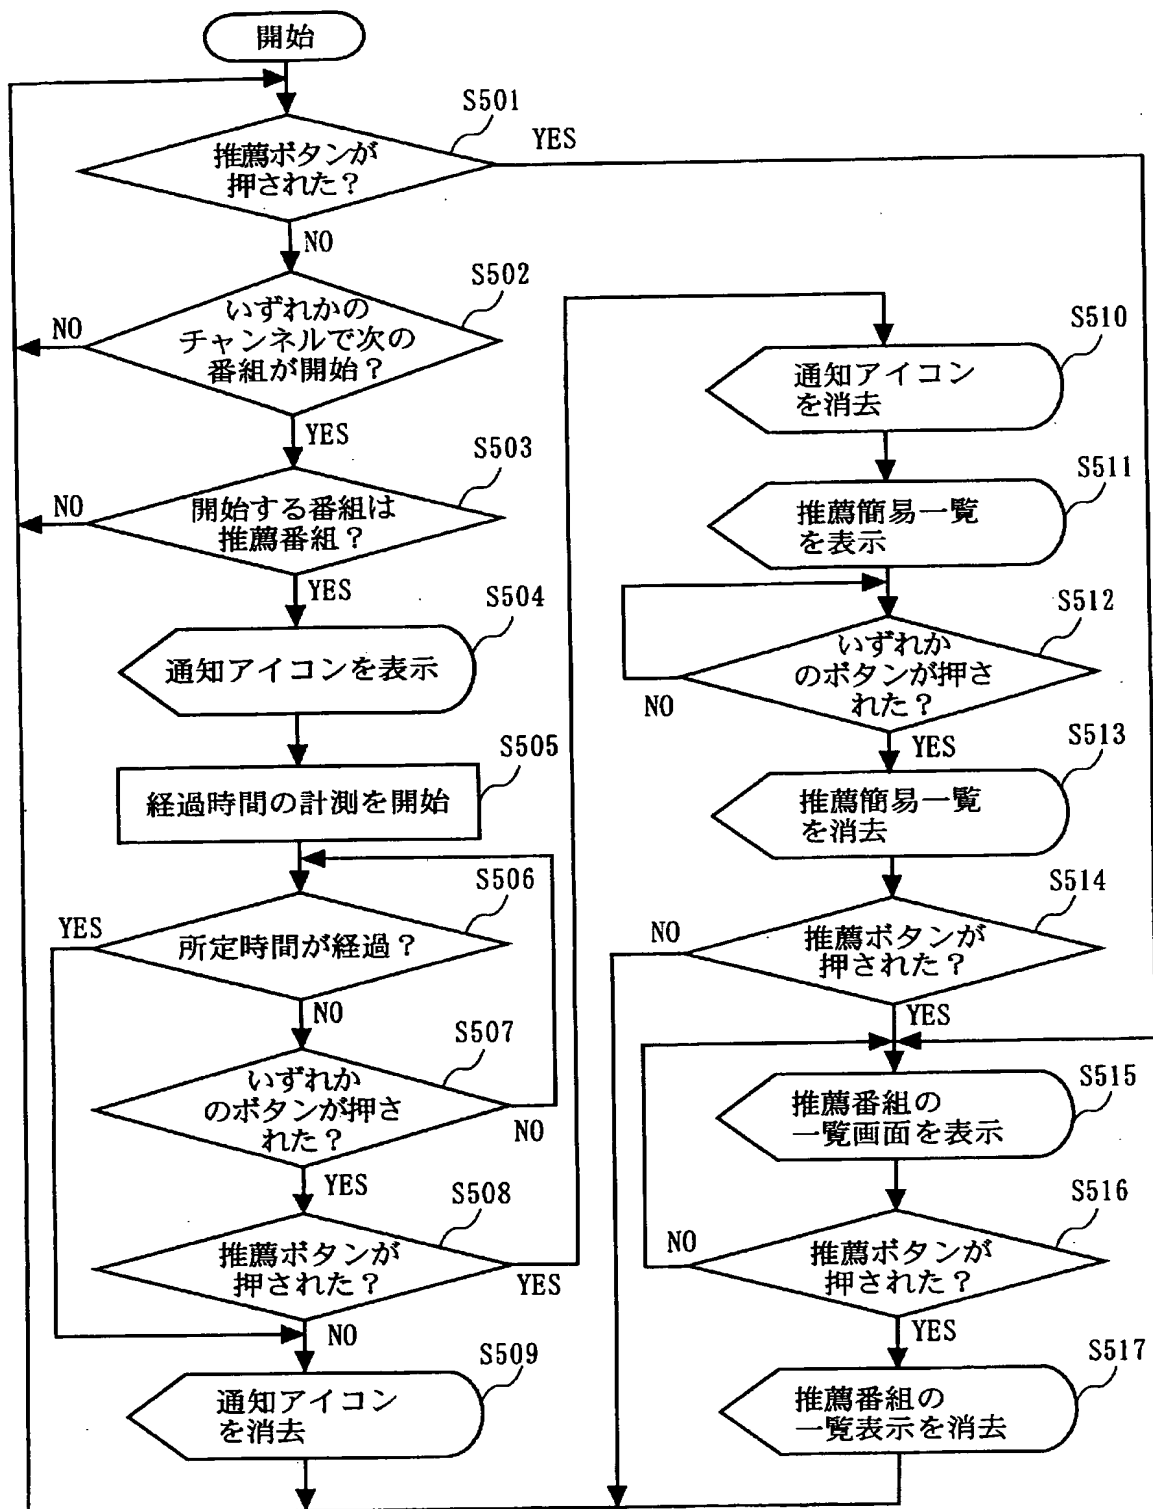 開始
S501
推薦ボタンが
押された？
YES
NO
S502
いずれかの
チャンネルで次の
番組が開始？
NO
YES
S503
開始する番組は
推薦番組？
NO
YES
S504
通知アイコンを表示
S505
経過時間の計測を開始
S506
所定時間が経過？
YES
NO
S507
いずれか
のボタンが押さ
れた？
NO
YES
S508
推薦ボタンが
押された？
YES
NO
S509
通知アイコン
を消去
S510
通知アイコン
を消去
S511
推薦簡易一覧
を表示
S512
いずれか
のボタンが押さ
れた？
NO
YES
S513
推薦簡易一覧
を消去
S514
推薦ボタンが
押された？
NO
YES
S515
推薦番組の
一覧画面を表示
S516
推薦ボタンが
押された？
NO
YES
S517
推薦番組の
一覧表示を消去